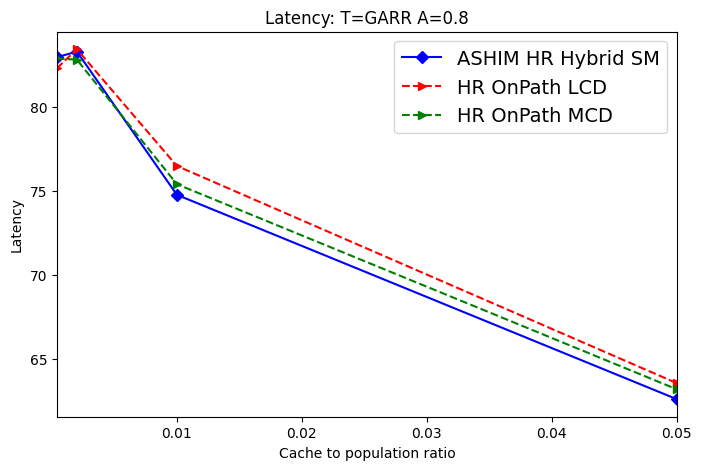 Latency: T=GARR A=0.8
ASHIM HR Hybrid SM
HR OnPath LCD
HR OnPath MCD
Latency
80
75
70
65
0.01
0.02
0.03
0.04
0.05
Cache to population ratio